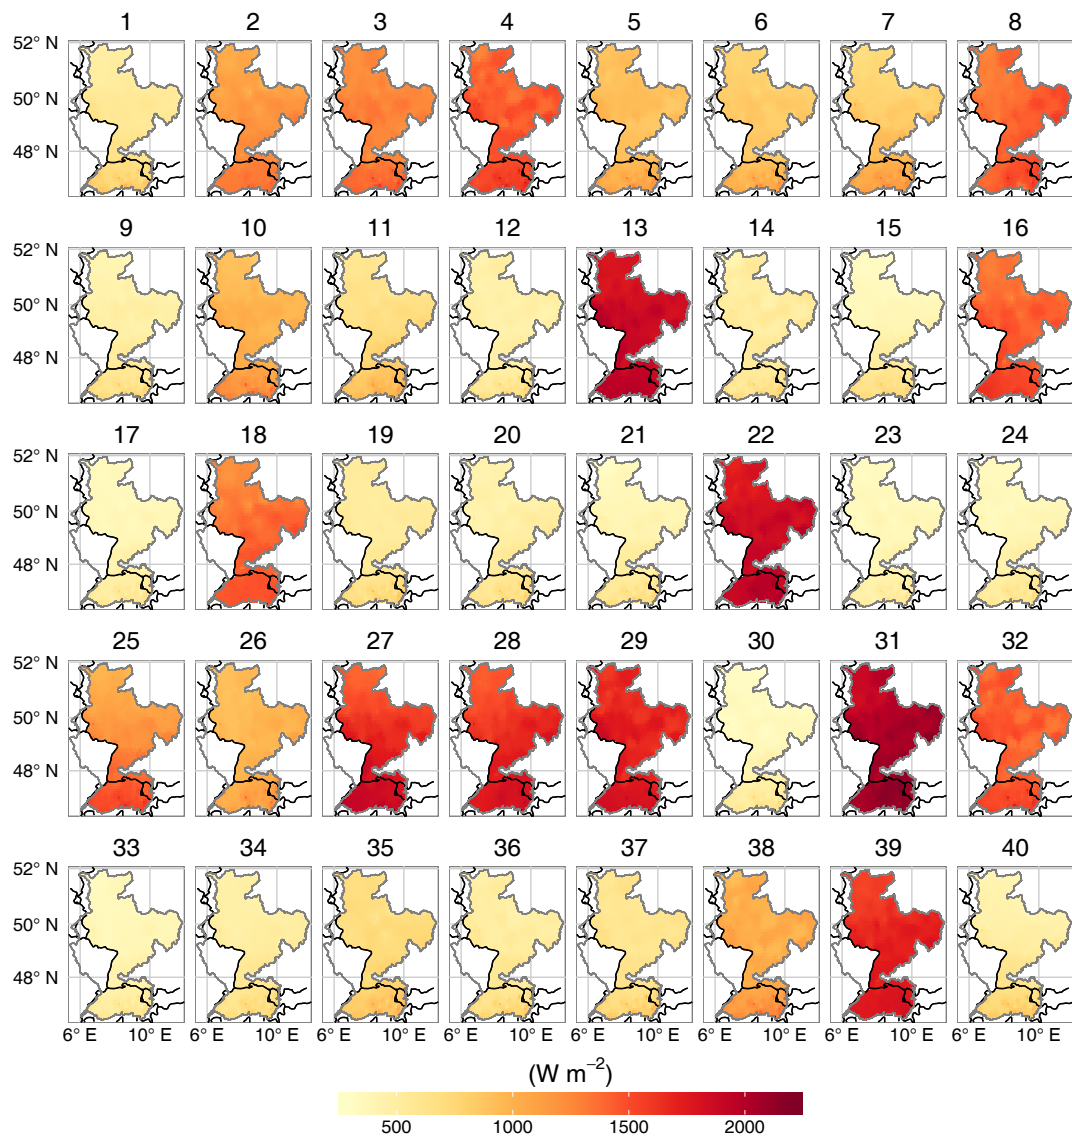 1 2 3 4 5 6 7 8
52° N
50° N
48° N
9 10 11 12 13 14 15 16
52° N
50° N
48° N
17 18 19 20 21 22 23 24
52° N
50° N
48° N
25 26 27 28 29 30 31 32
52° N
50° N
48° N
33 34 35 36 37 38 39 40
52° N
50° N
48° N
6° E 10° E 6° E 10° E 6° E 10° E 6° E 10° E 6° E 10° E 6° E 10° E 6° E 10° E 6° E 10° E
(W m⁻²)
500 1000 1500 2000